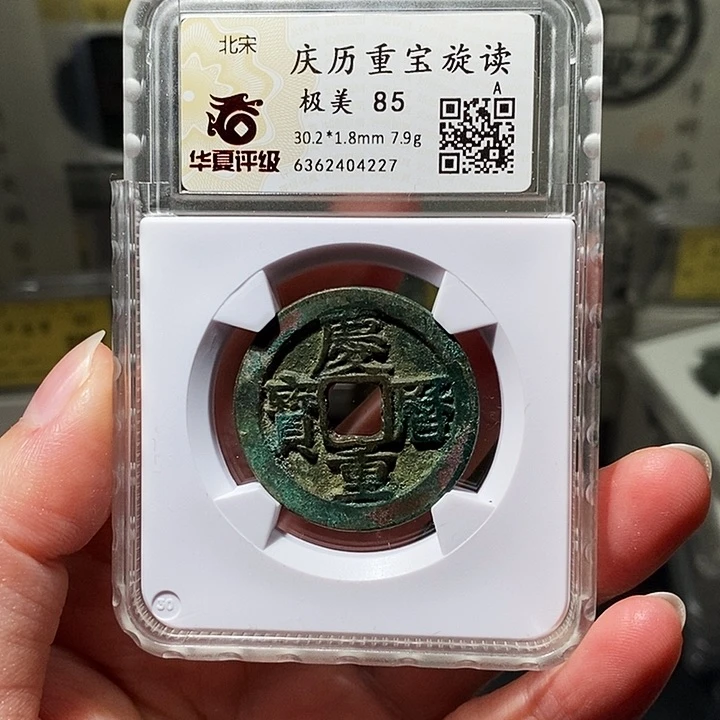 北宋
庆历重宝旋读
极美 85
A
30.2*1.8mm 7.9g
华夏评级
6362404227
慶曆重寶
30